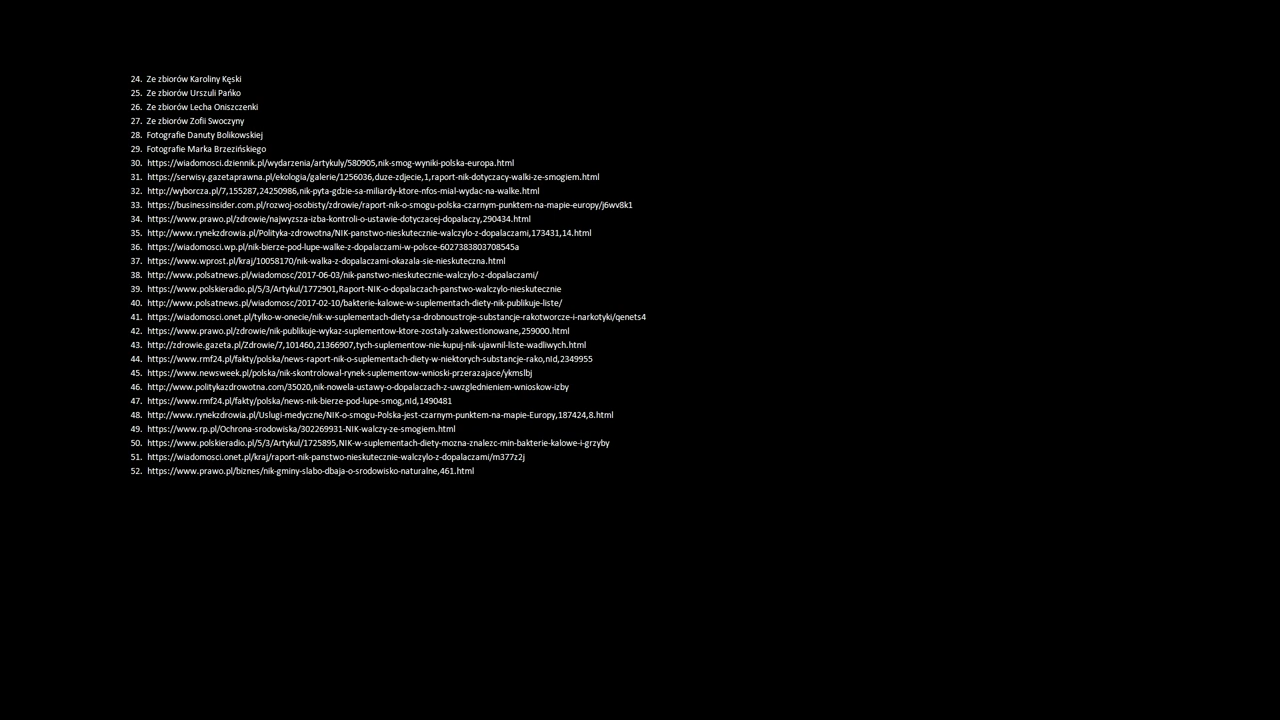 24. Ze zbiorów Karoliny Kęski
25. Ze zbiorów Urszuli Pańko
26. Ze zbiorów Lecha Oniszczenki
27. Ze zbiorów Zofii Swoczyny
28. Fotografie Danuty Bolikowskiej
29. Fotografie Marka Brzezińskiego
30. https://wiadomosci.dziennik.pl/wydarzenia/artykuly/580905,nik-smog-wyniki-polska-europa.html
31. https://serwisy.gazetaprawna.pl/ekologia/galerie/1256036,duze-zdjecie,1,raport-nik-dotyczacy-walki-ze-smogiem.html
32. http://wyborcza.pl/7,155287,24250986,nik-pyta-gdzie-sa-miliardy-ktore-nfos-mial-wydac-na-walke.html
33. https://businessinsider.com.pl/rozwoj-osobisty/zdrowie/raport-nik-o-smogu-polska-czarnym-punktem-na-mapie-europy/j6wv8k1
34. https://www.prawo.pl/zdrowie/najwyzsza-izba-kontroli-o-ustawie-dotyczacej-dopalaczy,290434.html
35. http://www.rynekzdrowia.pl/Polityka-zdrowotna/NIK-panstwo-nieskutecznie-walczylo-z-dopalaczami,173431,14.html
36. https://wiadomosci.wp.pl/nik-bierze-pod-lupe-walke-z-dopalaczami-w-polsce-6027383803708545a
37. https://www.wprost.pl/kraj/10058170/nik-walka-z-dopalaczami-okazala-sie-nieskuteczna.html
38. http://www.polsatnews.pl/wiadomosc/2017-06-03/nik-panstwo-nieskutecznie-walczylo-z-dopalaczami/
39. https://www.polskieradio.pl/5/3/Artykul/1772901,Raport-NIK-o-dopalaczach-panstwo-walczylo-nieskutecznie
40. http://www.polsatnews.pl/wiadomosc/2017-02-10/bakterie-kalowe-w-suplementach-diety-nik-publikuje-liste/
41. https://wiadomosci.onet.pl/tylko-w-onecie/nik-w-suplementach-diety-sa-drobnoustroje-substancje-rakotworcze-i-narkotyki/qenets4
42. https://www.prawo.pl/zdrowie/nik-publikuje-wykaz-suplementow-ktore-zostaly-zakwestionowane,259000.html
43. http://zdrowie.gazeta.pl/Zdrowie/7,101460,21366907,tych-suplementow-nie-kupuj-nik-ujawnil-liste-wadliwych.html
44. https://www.rmf24.pl/fakty/polska/news-raport-nik-o-suplementach-diety-w-niektorych-substancje-rako,nId,2349955
45. https://www.newsweek.pl/polska/nik-skontrolowal-rynek-suplementow-wnioski-przerazajace/ykmslbj
46. http://www.politykazdrowotna.com/35020,nik-nowela-ustawy-o-dopalaczach-z-uwzglednieniem-wnioskow-izby
47. https://www.rmf24.pl/fakty/polska/news-nik-bierze-pod-lupe-smog,nId,1490481
48. http://www.rynekzdrowia.pl/Uslugi-medyczne/NIK-o-smogu-Polska-jest-czarnym-punktem-na-mapie-Europy,187424,8.html
49. https://www.rp.pl/Ochrona-srodowiska/302269931-NIK-walczy-ze-smogiem.html
50. https://www.polskieradio.pl/5/3/Artykul/1725895,NIK-w-suplementach-diety-mozna-znalezc-min-bakterie-kalowe-i-grzyby
51. https://wiadomosci.onet.pl/kraj/raport-nik-panstwo-nieskutecznie-walczylo-z-dopalaczami/m377z2j
52. https://www.prawo.pl/biznes/nik-gminy-slabo-dbaja-o-srodowisko-naturalne,461.html